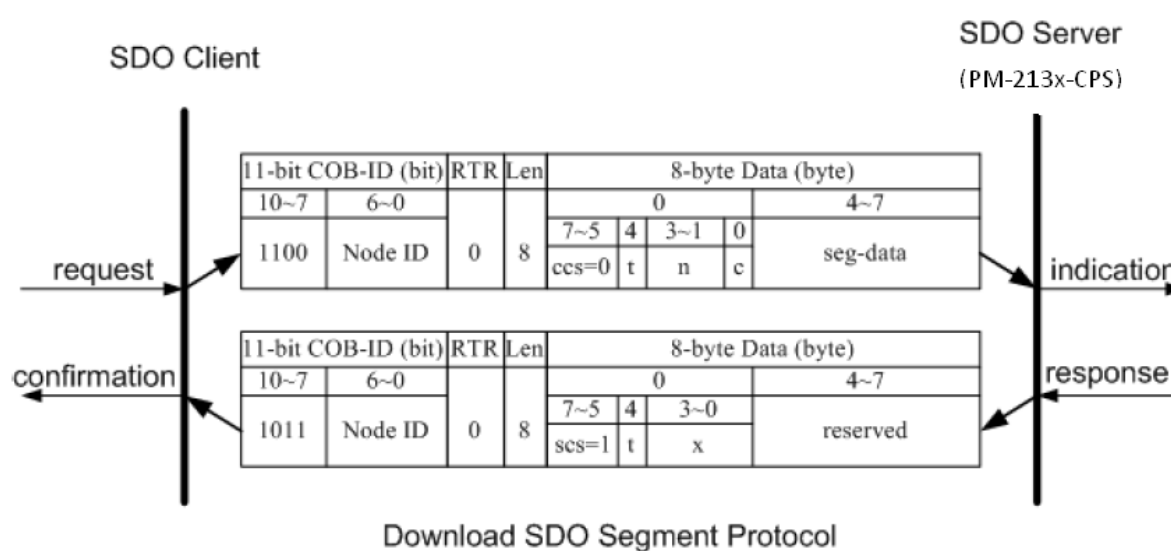 SDO Client
SDO Server
(PM-213x-CPS)
11-bit COB-ID (bit) RTR Len 8-byte Data (byte)
10~7 6~0 0 4~7
7~5 4 3~1 0
1100 Node ID 0 8 ccs=0 t n c seg-data
request
indication
11-bit COB-ID (bit) RTR Len 8-byte Data (byte)
10~7 6~0 0 4~7
7~5 4 3~0
1011 Node ID 0 8 scs=1 t x reserved
confirmation
response
Download SDO Segment Protocol